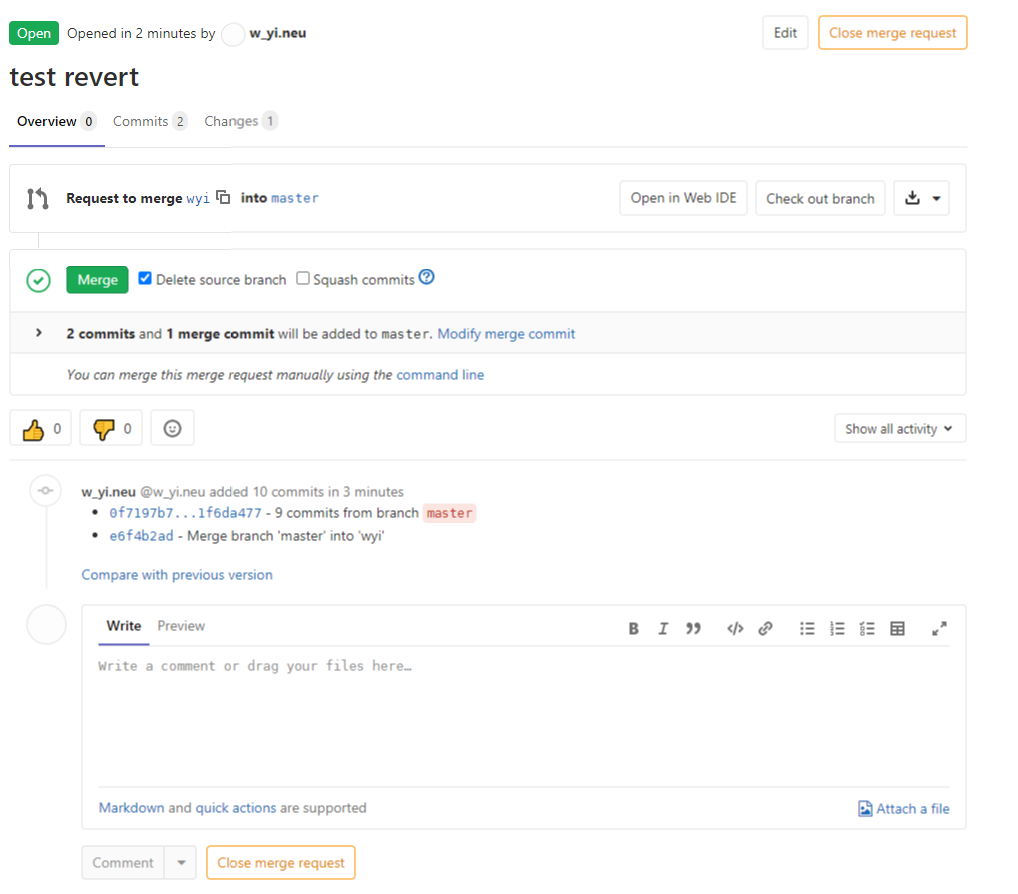 Open Opened in 2 minutes by w_yi.neu Edit Close merge request
test revert
Overview 0 Commits 2 Changes 1
Request to merge wyi into master Open in Web IDE Check out branch
Merge Delete source branch Squash commits ?
2 commits and 1 merge commit will be added to master. Modify merge commit
You can merge this merge request manually using the command line
0 0 Show all activity
w_yi.neu @w_yi.neu added 10 commits in 3 minutes
• 0f7197b7...1f6da477 - 9 commits from branch master
• e6f4b2ad - Merge branch 'master' into 'wyi'
Compare with previous version
Write Preview B I
Write a comment or drag your files here…
Markdown and quick actions are supported Attach a file
Comment Close merge request